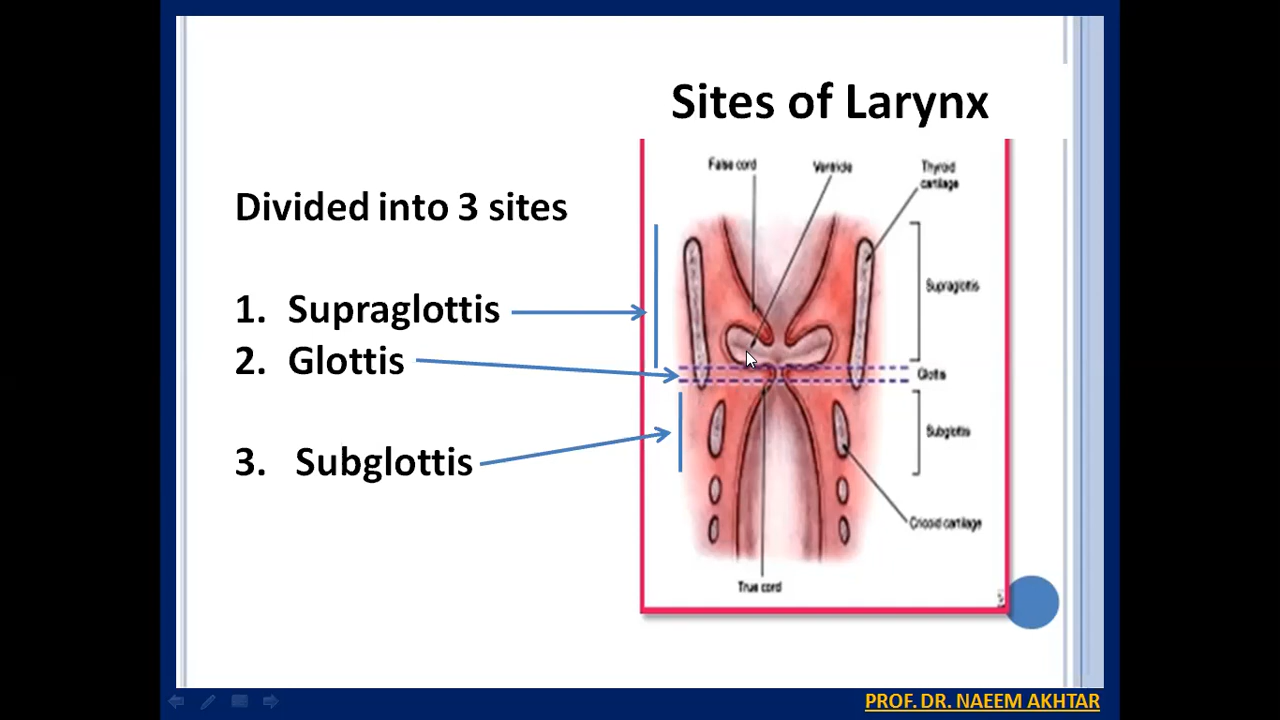 Sites of Larynx
Divided into 3 sites
1. Supraglottis
2. Glottis
3. Subglottis
False cord
Ventricle
Thyroid
cartilage
Supraglottis
Glottis
Subglottis
Cricoid cartilage
True cord
PROF. DR. NAEEM AKHTAR